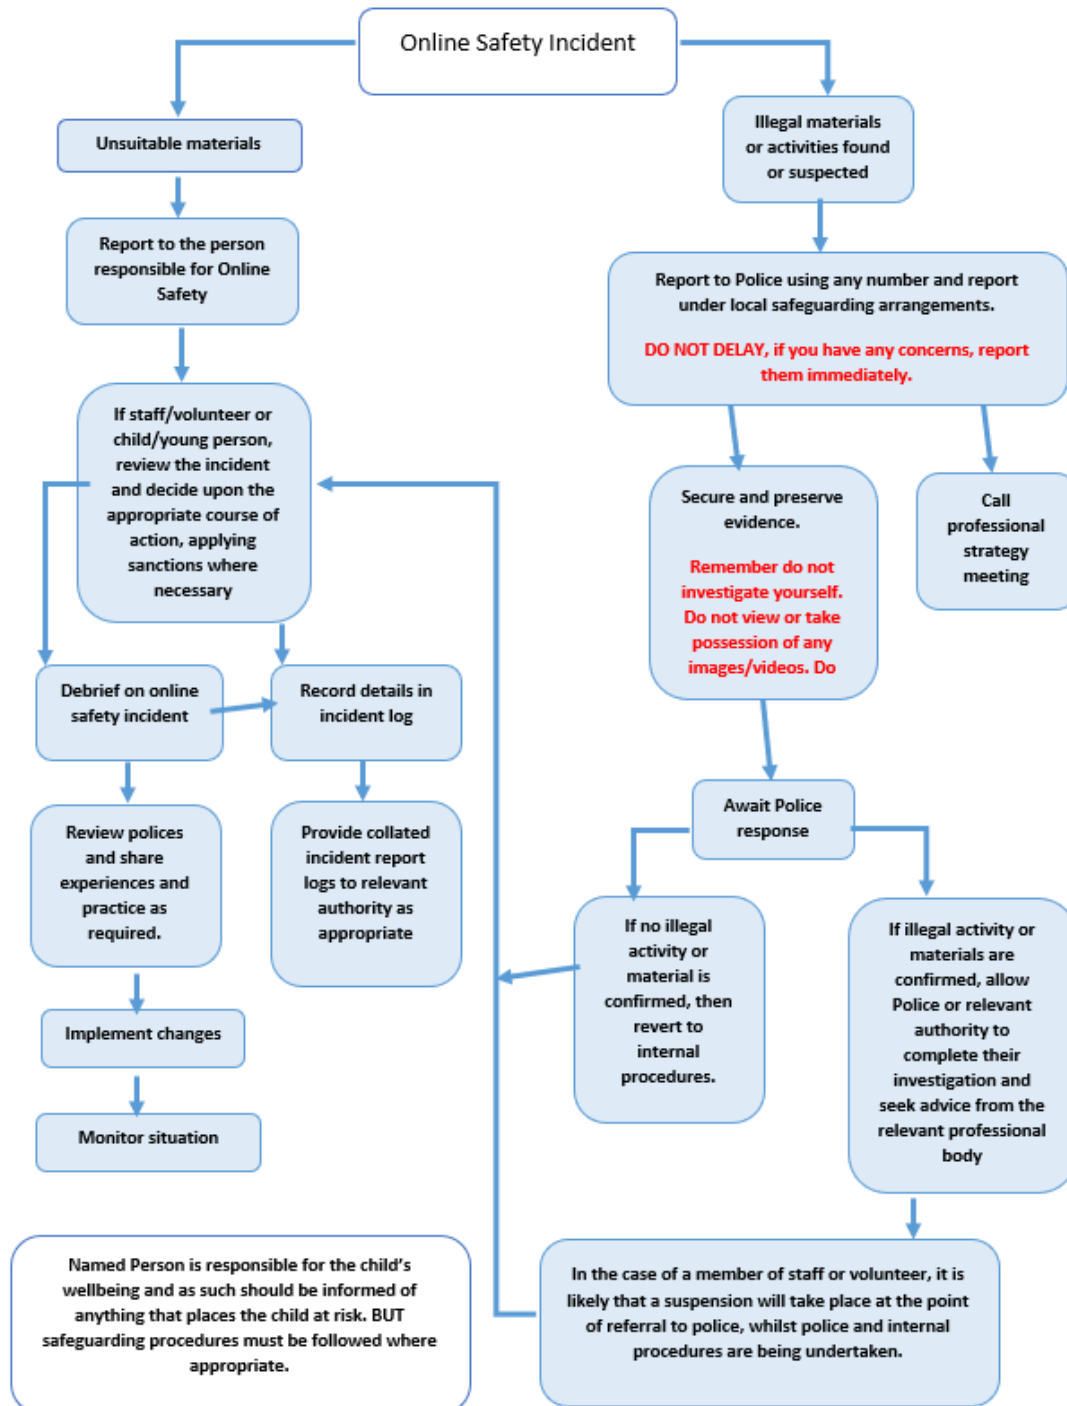 Online Safety Incident
Unsuitable materials
Report to the person
responsible for Online
Safety
If staff/volunteer or
child/young person,
review the incident
and decide upon the
appropriate course of
action, applying
sanctions where
necessary
Debrief on online
safety incident
Record details in
incident log
Review polices
and share
experiences and
practice as
required.
Provide collated
incident report
logs to relevant
authority as
appropriate
Implement changes
Monitor situation
Illegal materials
or activities found
or suspected
Report to Police using any number and report
under local safeguarding arrangements.
DO NOT DELAY, if you have any concerns, report
them immediately.
Secure and preserve
evidence.
Remember do not
investigate yourself.
Do not view or take
possession of any
images/videos. Do
Call
professional
strategy
meeting
Await Police
response
If no illegal
activity or
material is
confirmed, then
revert to
internal
procedures.
If illegal activity or
materials are
confirmed, allow
Police or relevant
authority to
complete their
investigation and
seek advice from the
relevant professional
body
In the case of a member of staff or volunteer, it is
likely that a suspension will take place at the point
of referral to police, whilst police and internal
procedures are being undertaken.
Named Person is responsible for the child's
wellbeing and as such should be informed of
anything that places the child at risk. BUT
safeguarding procedures must be followed where
appropriate.